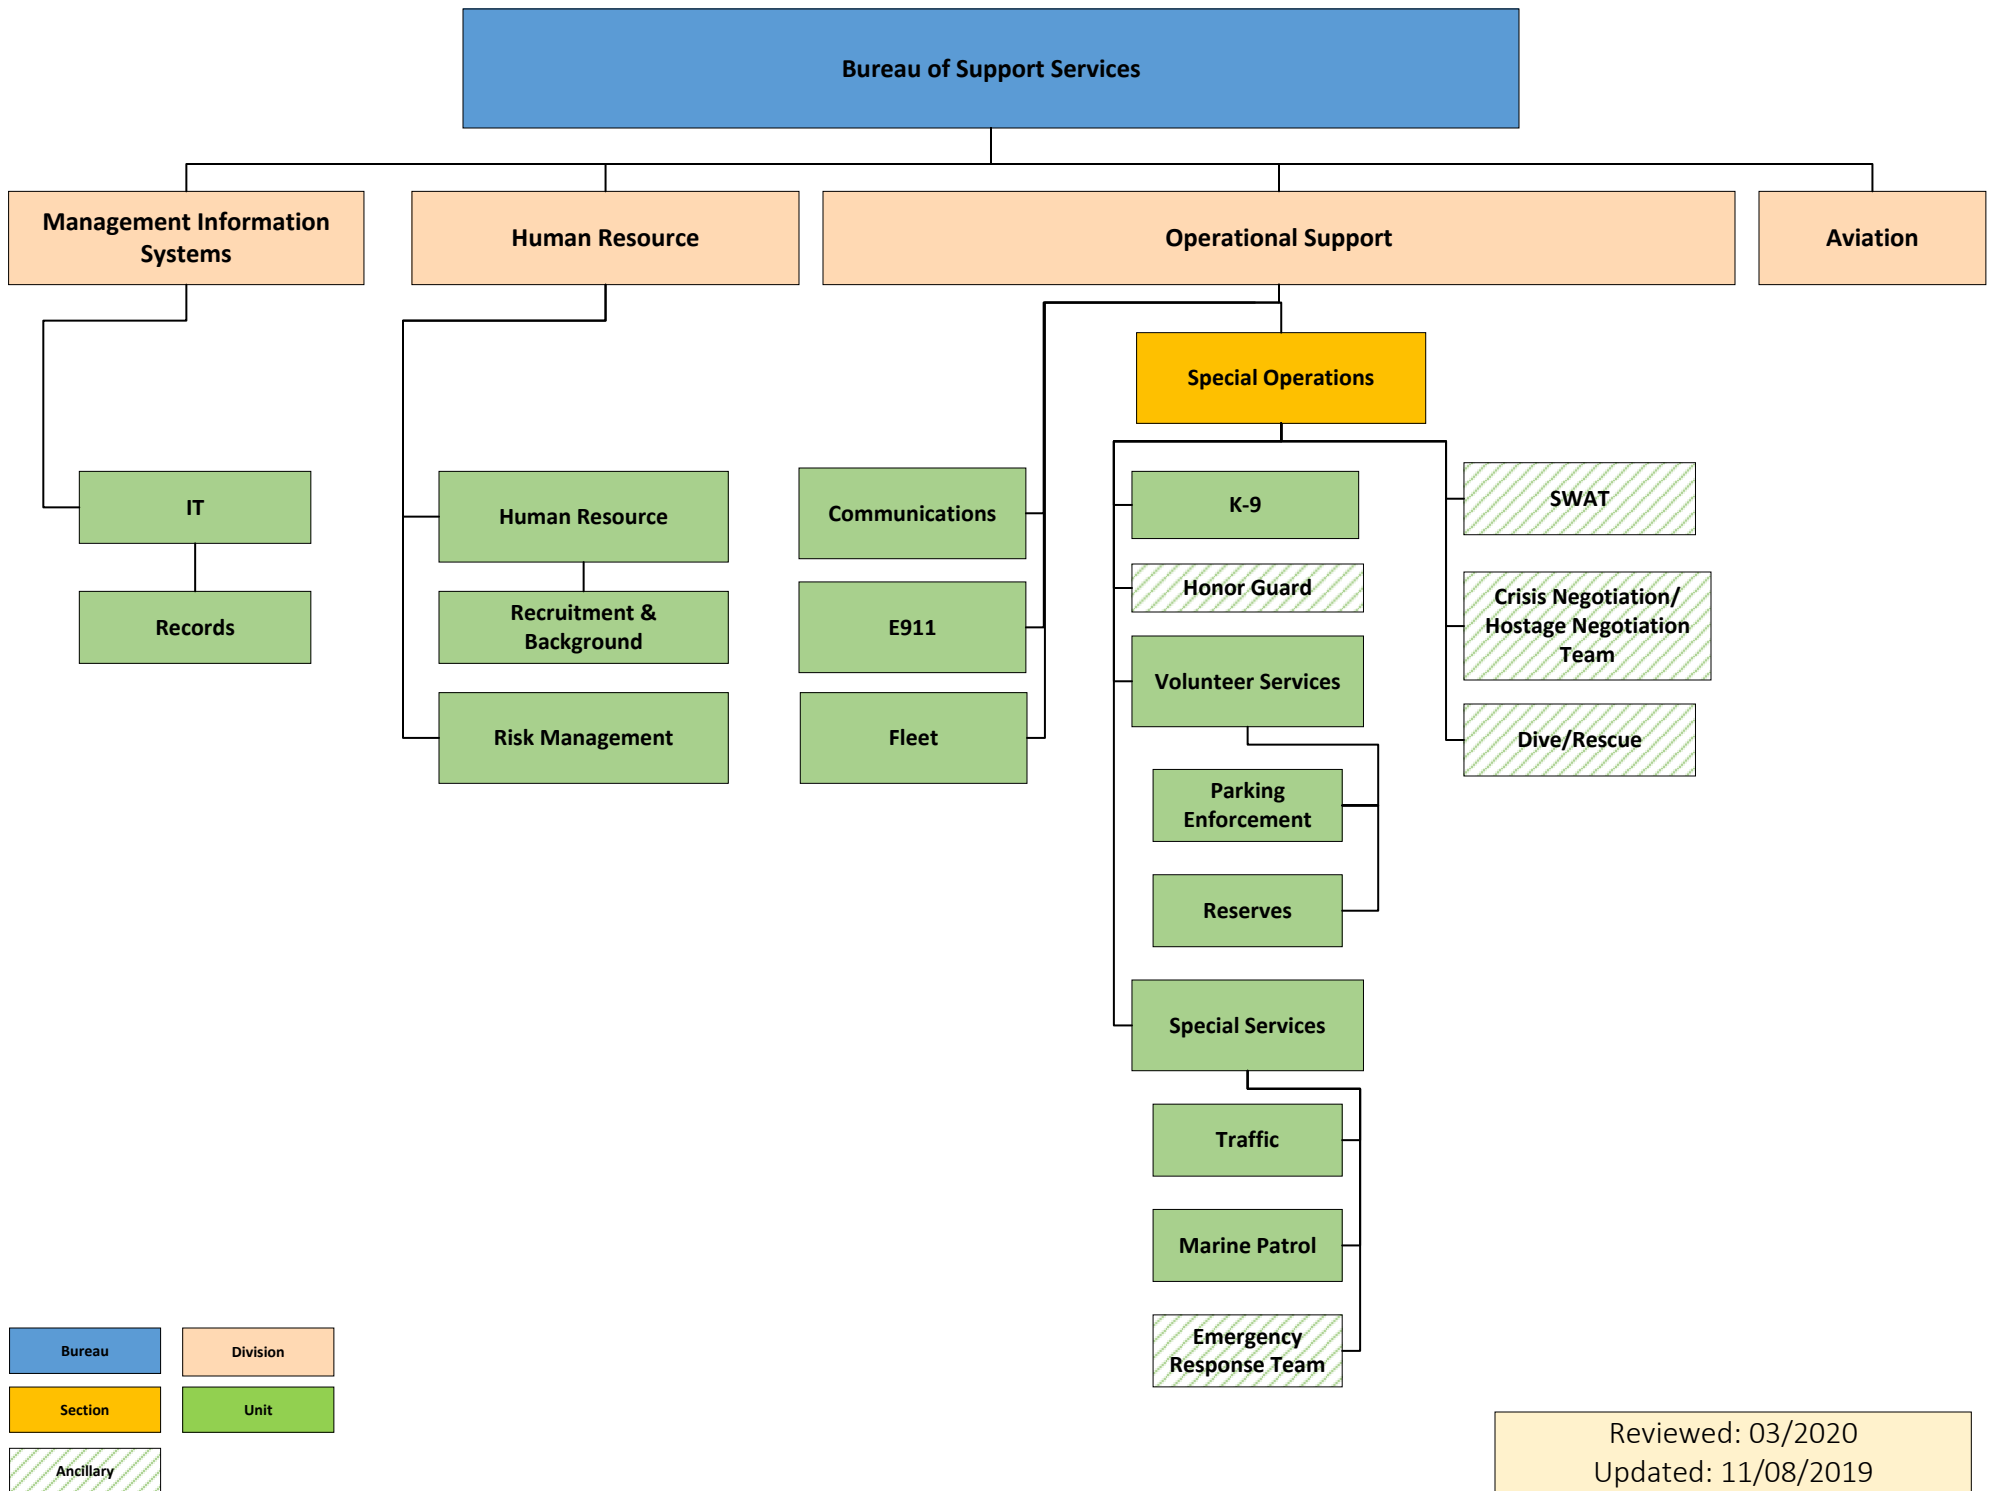 Bureau of Support Services
Management Information
Systems
Human Resource
Operational Support
Aviation
Special Operations
IT
Records
Human Resource
Recruitment &
Background
Risk Management
Communications
E911
Fleet
K-9
Honor Guard
Volunteer Services
Parking
Enforcement
Reserves
Special Services
Traffic
Marine Patrol
Emergency
Response Team
SWAT
Crisis Negotiation/
Hostage Negotiation
Team
Dive/Rescue
Bureau
Division
Section
Unit
Ancillary
Reviewed: 03/2020
Updated: 11/08/2019